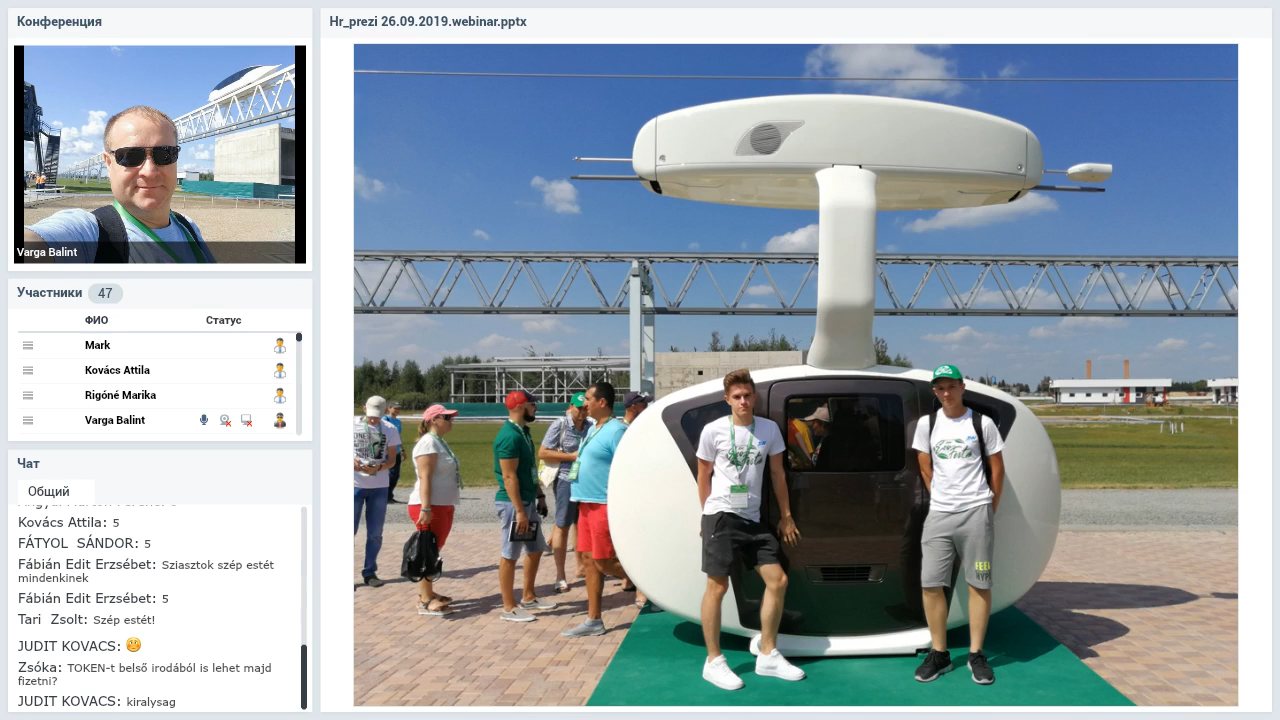 Конференция
Hr_prezi 26.09.2019.webinar.pptx
Varga Balint
Участники 47
ФИО Статус
Mark
Kovács Attila
Rigóné Marika
Varga Balint
Чат
Общий
Kovács Attila: 5
FÁTYOL SÁNDOR: 5
Fábián Edit Erzsébet: Sziasztok szép estét
mindenkinek
Fábián Edit Erzsébet: 5
Tari Zsolt: Szép estét!
JUDIT KOVACS:
Zsóka: TOKEN-t belső irodából is lehet majd
fizetni?
JUDIT KOVACS: kiralysag